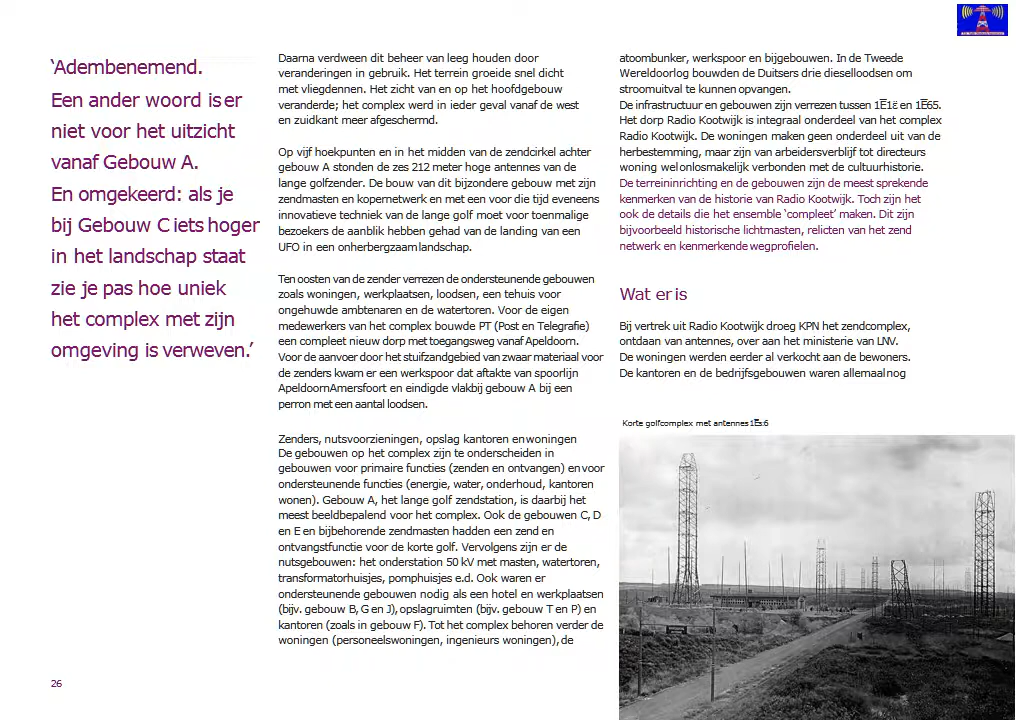 ‘Adembenemend.
Een ander woord is er
niet voor het uitzicht
vanaf Gebouw A.
En omgekeerd: als je
bij Gebouw C iets hoger
in het landschap staat
zie je pas hoe uniek
het complex met zijn
omgeving is verweven.’
Daarna verdween dit beheer van leeg houden door
veranderingen in gebruik. Het terrein groeide snel dicht
met vliegdennen. Het zicht van en op het hoofdgebouw
veranderde; het complex werd in ieder geval vanaf de west
en zuidkant meer afgeschermd.
Op vijf hoekpunten en in het midden van de zendcirkel achter
gebouw A stonden de zes 212 meter hoge antennes van de
lange golfzender. De bouw van dit bijzondere gebouw met zijn
zendmasten en kopernetwerk en met een voor die tijd eveneens
innovatieve techniek van de lange golf moet voor toenmalige
bezoekers de aanblik hebben gehad van de landing van een
UFO in een onherbergzaam landschap.
Ten oosten van de zender verrezen de ondersteunende gebouwen
zoals woningen, werkplaatsen, loodsen, een tehuis voor
ongehuwde ambtenaren en de watertoren. Voor de eigen
medewerkers van het complex bouwde PT (Post en Telegrafie)
een compleet nieuw dorp met toegangsweg vanaf Apeldoorn.
Voor de aanvoer door het stuifzandgebied van zwaar materiaal voor
de zenders kwam er een werkspoor dat aftakte van spoorlijn
ApeldoornAmersfoort en eindigde vlakbij gebouw A bij een
perron met een aantal loodsen.
Zenders, nutsvoorzieningen, opslag kantoren en woningen
De gebouwen op het complex zijn te onderscheiden in
gebouwen voor primaire functies (zenden en ontvangen) en voor
ondersteunende functies (energie, water, onderhoud, kantoren
wonen). Gebouw A, het lange golf zendstation, is daarbij het
meest beeldbepalend voor het complex. Ook de gebouwen C, D
en E en bijbehorende zendmasten hadden een zend en
ontvangstfunctie voor de korte golf. Vervolgens zijn er de
nutsgebouwen: het onderstation 50 kV met masten, watertoren,
transformatorhuisjes, pomphuisjes e.d. Ook waren er
ondersteunende gebouwen nodig als een hotel en werkplaatsen
(bijv. gebouw B, G en J), opslagruimten (bijv. gebouw T en P) en
kantoren (zoals in gebouw F). Tot het complex behoren verder de
woningen (personeelswoningen, ingenieurs woningen), de
atoombunker, werkspoor en bijgebouwen. In de Tweede
Wereldoorlog bouwden de Duitsers drie dieselloodsen om
stroomuitval te kunnen opvangen.
De infrastructuur en gebouwen zijn verrezen tussen en
Het dorp Radio Kootwijk is integraal onderdeel van het complex
Radio Kootwijk. De woningen maken geen onderdeel uit van de
herbestemming, maar zijn van arbeidersverblijf tot directeurs
woning wel onlosmakelijk verbonden met de cultuurhistorie.
De terreininrichting en de gebouwen zijn de meest sprekende
kenmerken van de historie van Radio Kootwijk. Toch zijn het
ook de details die het ensemble ‘compleet’ maken. Dit zijn
bijvoorbeeld historische lichtmasten, relicten van het zend
netwerk en kenmerkende wegprofielen.
Wat er is
Bij vertrek uit Radio Kootwijk droeg KPN het zendcomplex,
ontdaan van antennes, over aan het ministerie van LNV.
De woningen werden eerder al verkocht aan de bewoners.
De kantoren en de bedrijfsgebouwen waren allemaal nog
Korte golfcomplex met antennes
26